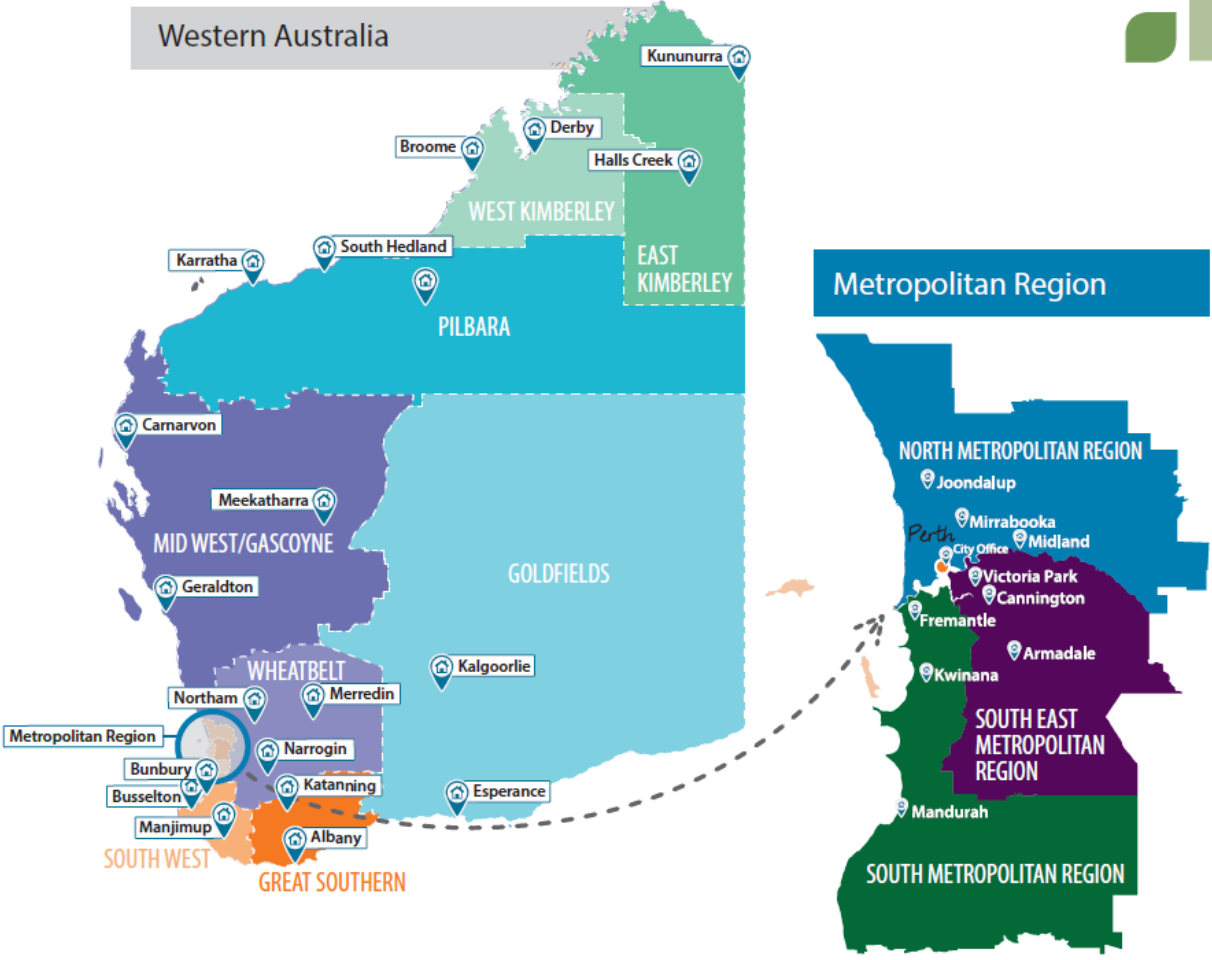 Western Australia
Kununurra
Derby
Broome
Halls Creek
WEST KIMBERLEY
South Hedland
EAST
KIMBERLEY
Karratha
PILBARA
Carnarvon
Meekatharra
MID WEST/GASCOYNE
GOLDFIELDS
Geraldton
WHEATBELT
Kalgoorlie
Northam
Merredin
Metropolitan Region
Narrogin
Bunbury
Katanning
Busselton
Esperance
Manjimup
Albany
SOUTH WEST
GREAT SOUTHERN
Metropolitan Region
NORTH METROPOLITAN REGION
Joondalup
Mirrabooka
Perth
Midland
City Office
Victoria Park
Cannington
Fremantle
Armadale
Kwinana
SOUTH EAST
METROPOLITAN
REGION
Mandurah
SOUTH METROPOLITAN REGION